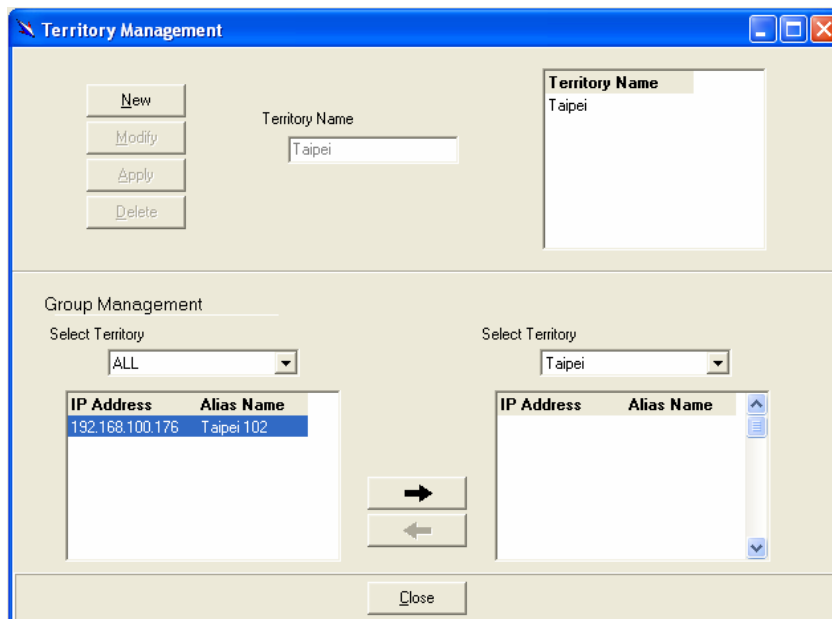 Territory Management
New
Modify
Apply
Delete
Territory Name
Taipei
Territory Name
Taipei
Group Management
Select Territory
ALL
IP Address Alias Name
192.168.100.176 Taipei 102
Select Territory
Taipei
IP Address Alias Name
Close